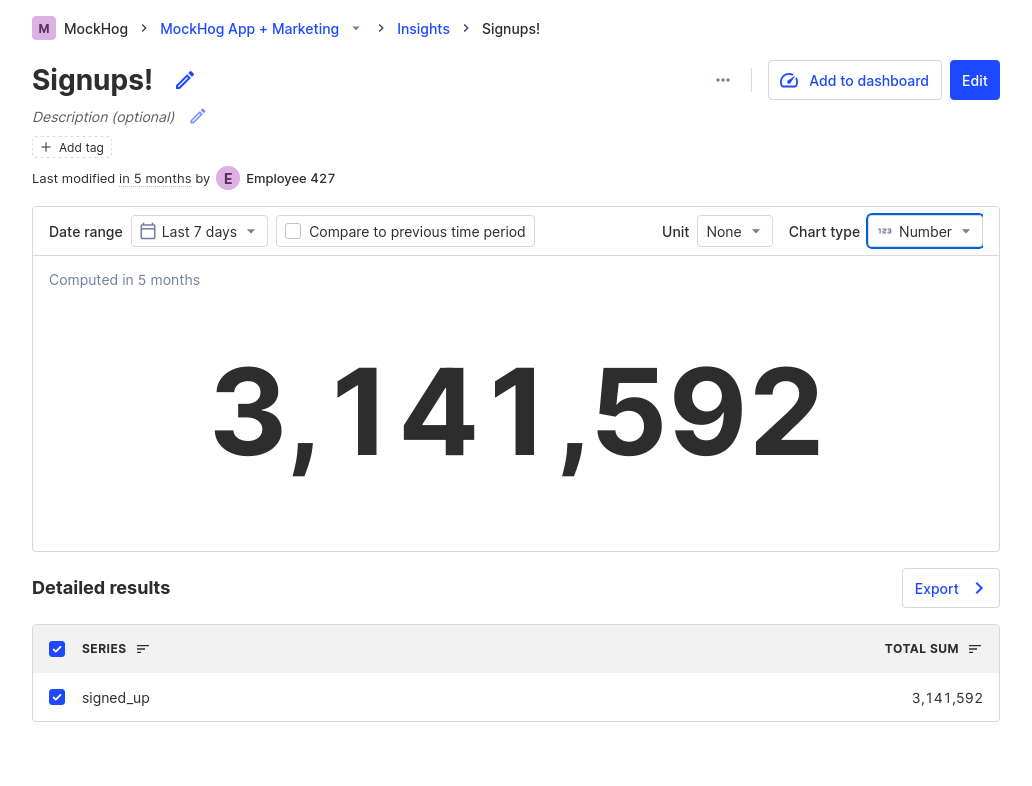 M MockHog MockHog App + Marketing Insights Signups!
Signups!
Add to dashboard
Edit
Description (optional)
+ Add tag
Last modified in 5 months by E Employee 427
Date range Last 7 days Compare to previous time period Unit None Chart type 123 Number
Computed in 5 months
3,141,592
Detailed results
Export
SERIES TOTAL SUM
signed_up 3,141,592